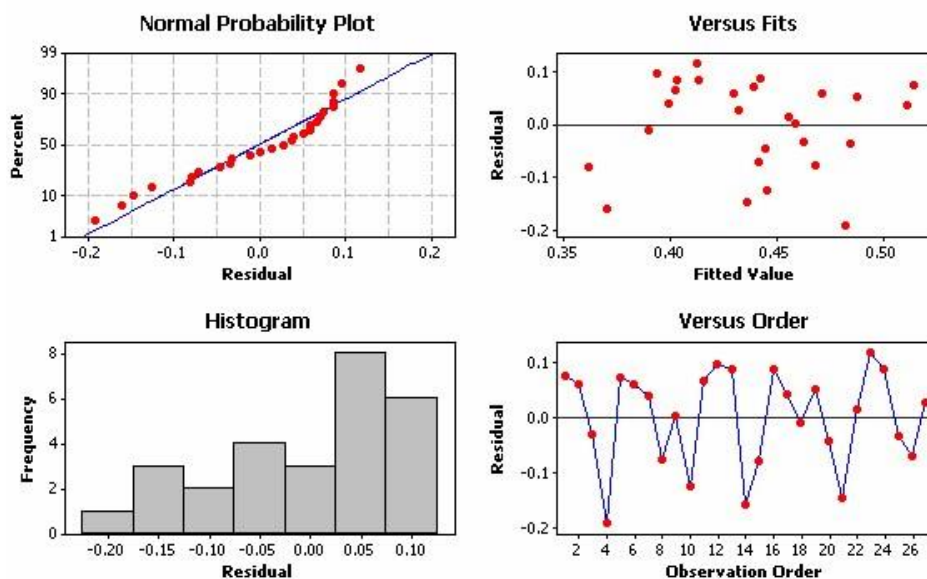 Normal Probability Plot
99
90
50
10
1
Percent
-0.2 -0.1 0.0 0.1 0.2
Residual
Versus Fits
0.1
0.0
-0.1
-0.2
Residual
0.35 0.40 0.45 0.50
Fitted Value
Histogram
8
6
4
2
0
Frequency
-0.20 -0.15 -0.10 -0.05 0.00 0.05 0.10
Residual
Versus Order
0.1
0.0
-0.1
-0.2
Residual
2 4 6 8 10 12 14 16 18 20 22 24 26
Observation Order